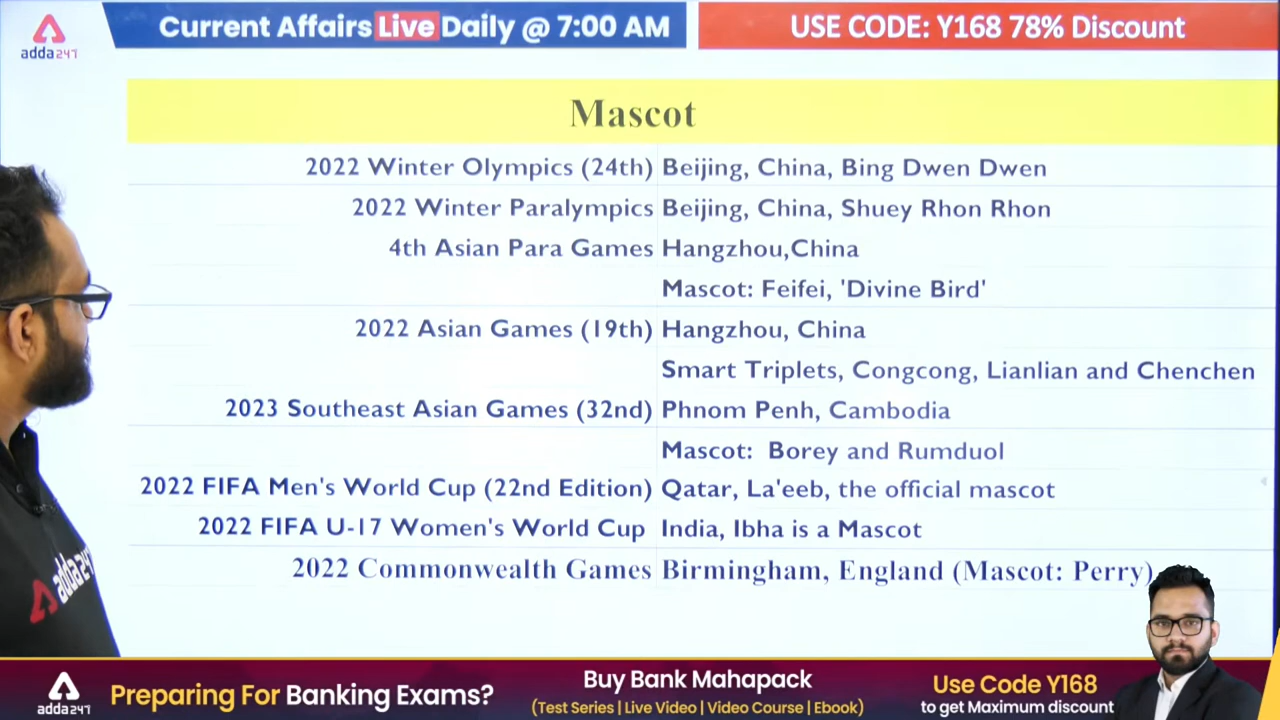 adda247
Current Affairs Live Daily @ 7:00 AM
USE CODE: Y168 78% Discount
Mascot
2022 Winter Olympics (24th) Beijing, China, Bing Dwen Dwen
2022 Winter Paralympics Beijing, China, Shuey Rhon Rhon
4th Asian Para Games Hangzhou,China
Mascot: Feifei, 'Divine Bird'
2022 Asian Games (19th) Hangzhou, China
Smart Triplets, Congcong, Lianlian and Chenchen
2023 Southeast Asian Games (32nd) Phnom Penh, Cambodia
Mascot: Borey and Rumduol
2022 FIFA Men's World Cup (22nd Edition) Qatar, La'eeb, the official mascot
2022 FIFA U-17 Women's World Cup India, Ibha is a Mascot
2022 Commonwealth Games Birmingham, England (Mascot: Perry)
adda247
adda247
Preparing For Banking Exams?
Buy Bank Mahapack
(Test Series | Live Video | Video Course | Ebook)
Use Code Y168
to get Maximum discount